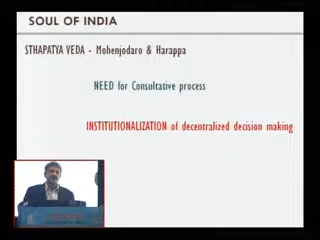 SOUL OF INDIA
STHAPATYA VEDA - Mohenjodaro & Harappa
NEED for Consultative process
INSTITUTIONALIZATION of decentralized decision making